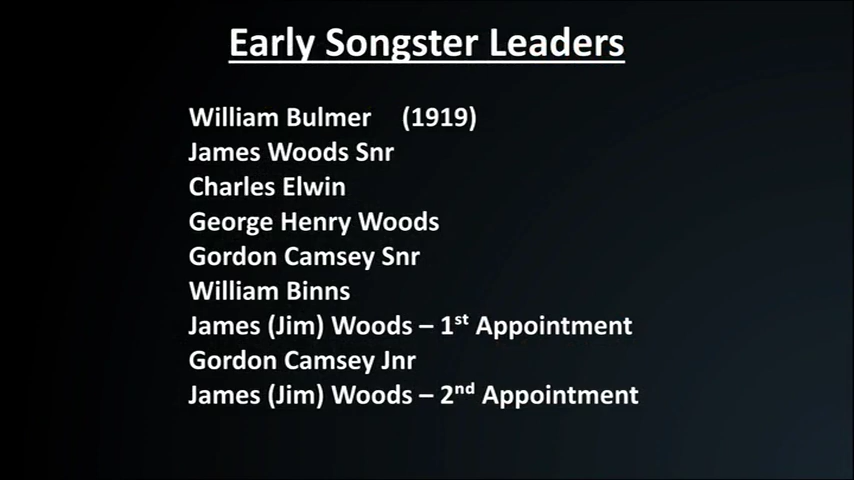 Early Songster Leaders
William Bulmer (1919)
James Woods Snr
Charles Elwin
George Henry Woods
Gordon Camsey Snr
William Binns
James (Jim) Woods – 1st Appointment
Gordon Camsey Jnr
James (Jim) Woods – 2nd Appointment